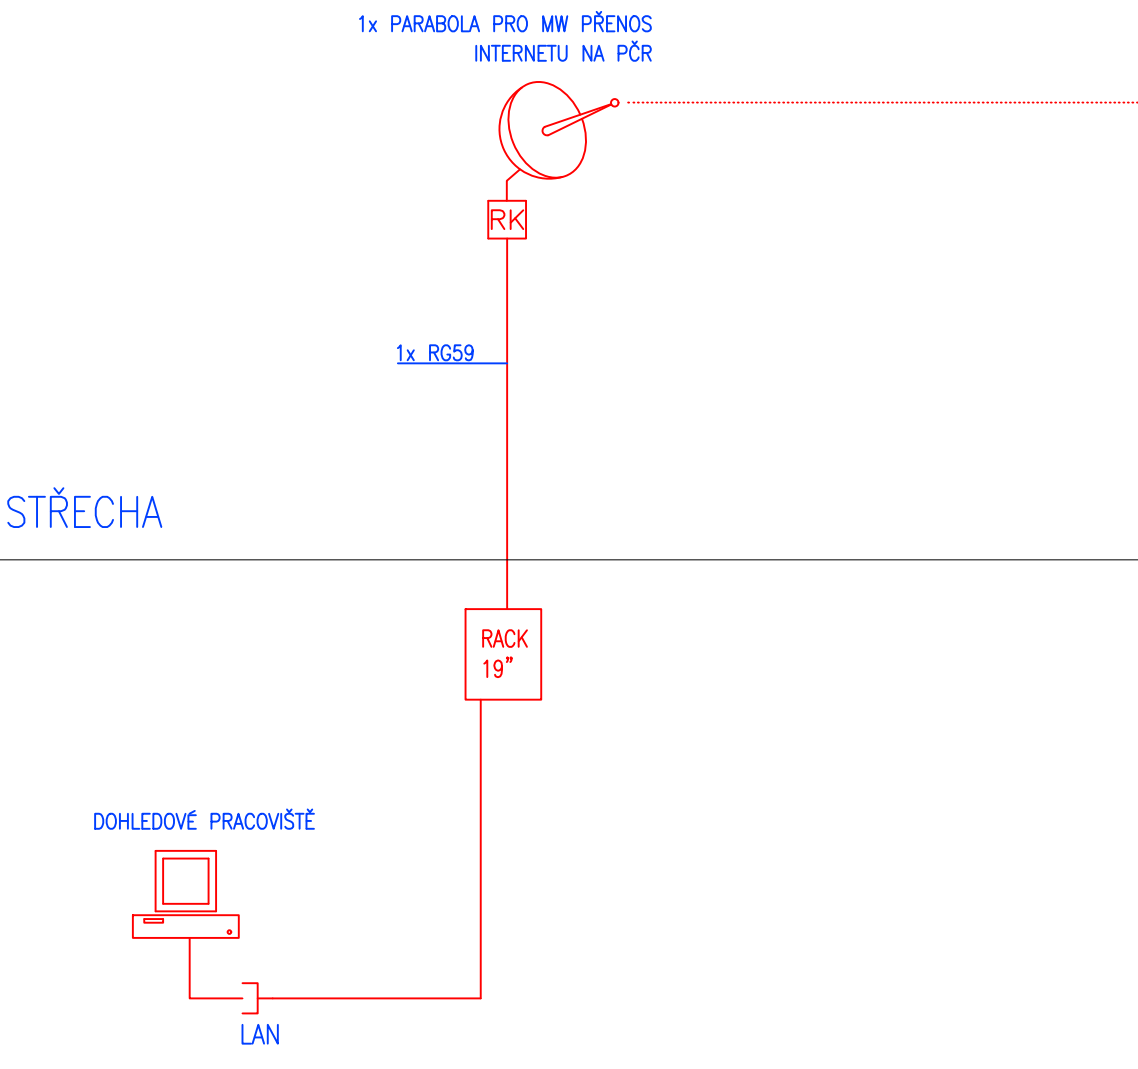 1x PARABOLA PRO MW PŘENOS
INTERNETU NA PČR
RK
1x RG59
STŘECHA
RACK
19"
DOHLEDOVÉ PRACOVIŠTĚ
LAN